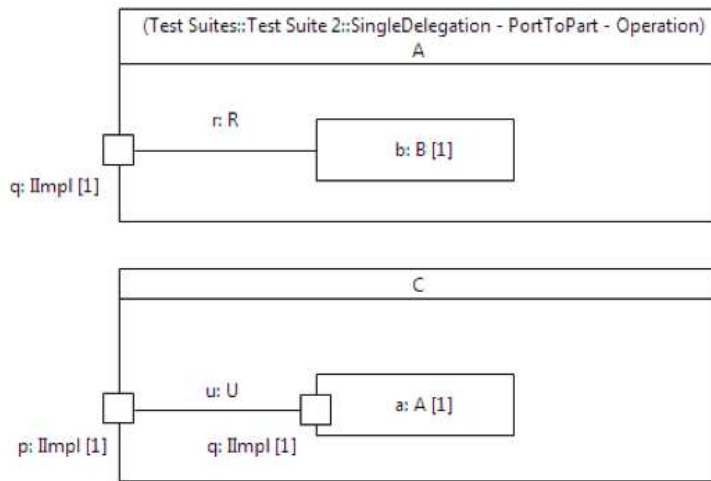 (Test Suites::Test Suite 2::SingleDelegation - PortToPart - Operation)
A
r: R
b: B [1]
q: IImpl [1]
C
u: U
a: A [1]
p: IImpl [1]
q: IImpl [1]